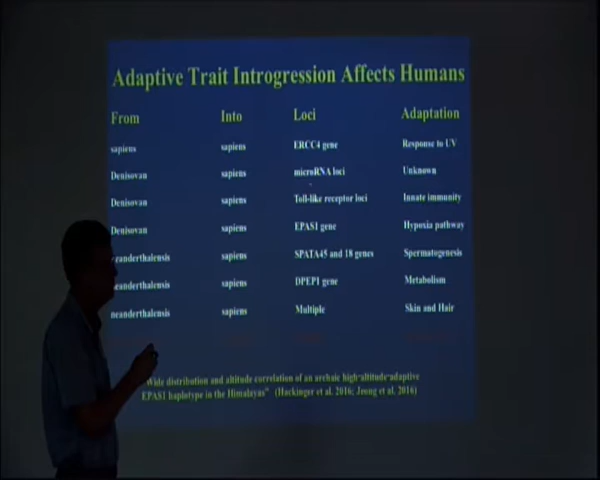 Adaptive Trait Introgression Affects Humans
From Into Loci Adaptation
sapiens sapiens ERCC4 gene Response to UV
Denisovan sapiens microRNA loci Unknown
Denisovan sapiens Toll-like receptor loci Innate immunity
Denisovan sapiens EPAS1 gene Hypoxia pathway
eanderthalensis sapiens SPATA45 and 18 genes Spermatogenesis
eanderthalensis sapiens DPEP1 gene Metabolism
neanderthalensis sapiens Multiple Skin and Hair
Wide distribution and altitude correlation of an archaic high-altitude-adaptive
EPAS1 haplotype in the Himalayas" (Hackinger et al. 2016; Jeong et al. 2016)